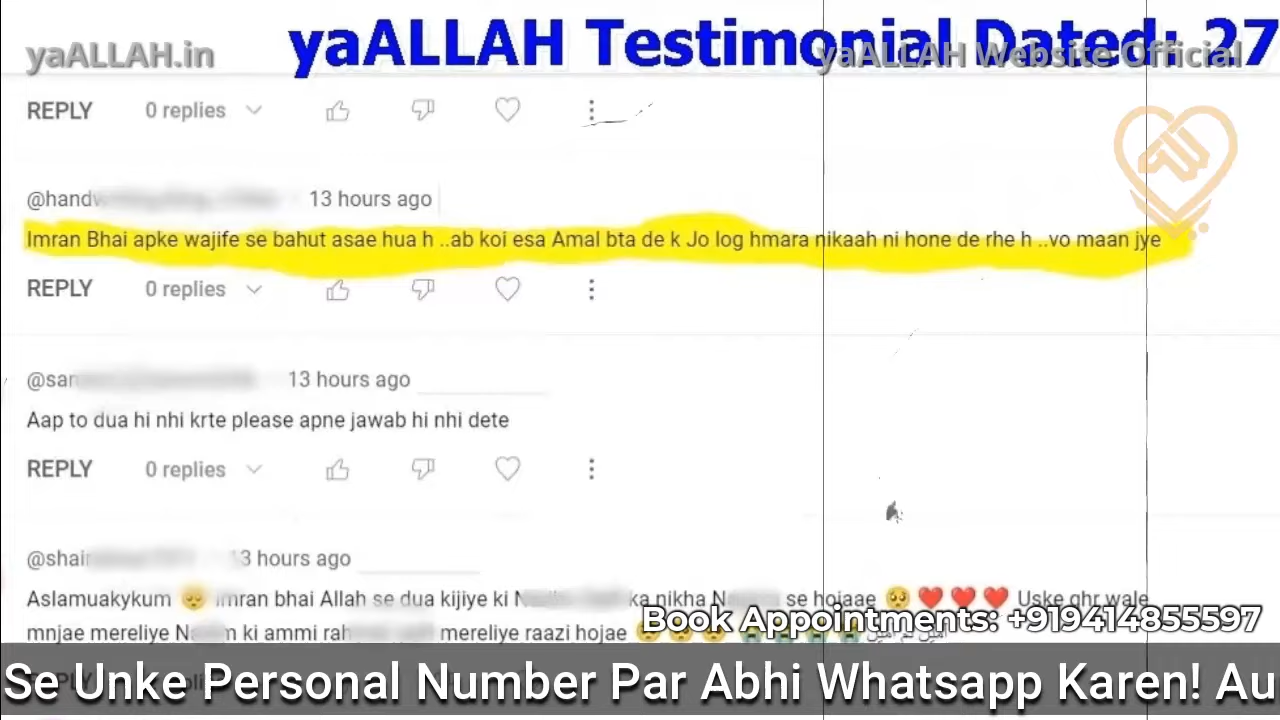 yaALLAH.in
yaALLAH Testimonial Dated: 27
yaALLAH Website Official
REPLY 0 replies
@handw 13 hours ago
Imran Bhai apke wajife se bahut asae hua h ..ab koi esa Amal bta de k Jo log hmara nikaah ni hone de rhe h ..vo maan jye
REPLY 0 replies
@sar 13 hours ago
Aap to dua hi nhi krte please apne jawab hi nhi dete
REPLY 0 replies
@shair 13 hours ago
Aslamuakykum 🥺 imran bhai Allah se dua kijiye ki ka nikha se hojaae 🥺 ❤️ ❤️ ❤️ Uske ghr wale
mnjae mereliye ki ammi mereliye raazi hojae
Book Appointments: +919414855597
Se Unke Personal Number Par Abhi Whatsapp Karen! Au